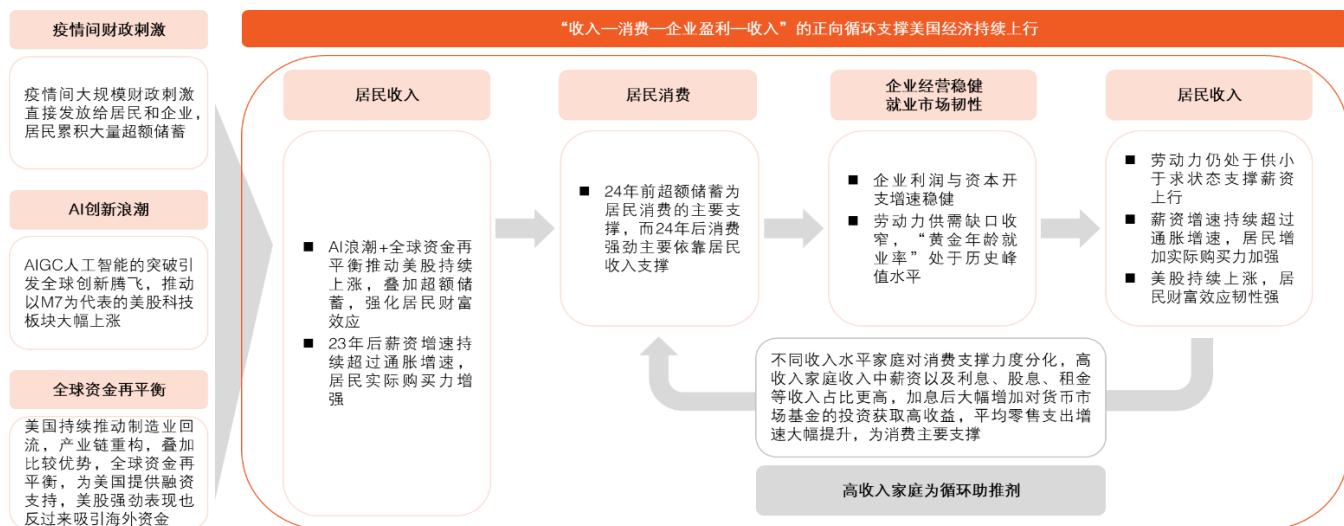 疫情间财政刺激
疫情间大规模财政刺激
直接发放给居民和企业，
居民累积大量超额储蓄
AI创新浪潮
AIGC人工智能的突破引
发全球创新腾飞，推动
以M7为代表的美股科技
板块大幅上涨
全球资金再平衡
美国持续推动制造业回
流，产业链重构，叠加
比较优势，全球资金再
平衡，为美国提供融资
支持，美股强劲表现也
反过来吸引海外资金
“收入—消费—企业盈利—收入”的正向循环支撑美国经济持续上行
居民收入
■ AI浪潮+全球资金再
平衡推动美股持续
上涨，叠加超额储
蓄，强化居民财富
效应
■ 23年后薪资增速持
续超过通胀增速，
居民实际购买力增
强
居民消费
■ 24年前超额储蓄为
居民消费的主要支
撑，而24年后消费
强劲主要依靠居民
收入支撑
企业经营稳健
就业市场韧性
■ 企业利润与资本开
支增速稳健
■ 劳动力供需缺口收
窄，“黄金年龄就
业率”处于历史峰
值水平
居民收入
■ 劳动力仍处于供小
于求状态支撑薪资
上行
■ 薪资增速持续超过
通胀增速，居民增
加实际购买力加强
■ 美股持续上涨，居
民财富效应韧性强
不同收入水平家庭对消费支撑力度分化，高
收入家庭收入中薪资以及利息、股息、租金
等收入占比更高，加息后大幅增加对货币市
场基金的投资获取高收益，平均零售支出增
速大幅提升，为消费主要支撑
高收入家庭为循环助推剂